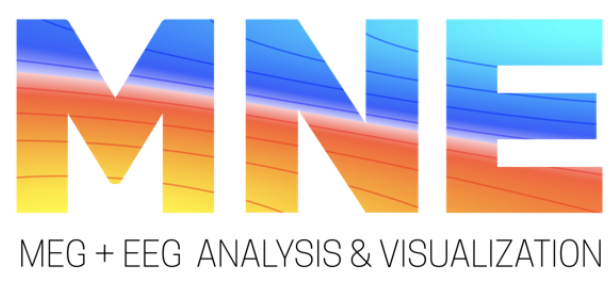 MNE
MEG + EEG ANALYSIS & VISUALIZATION